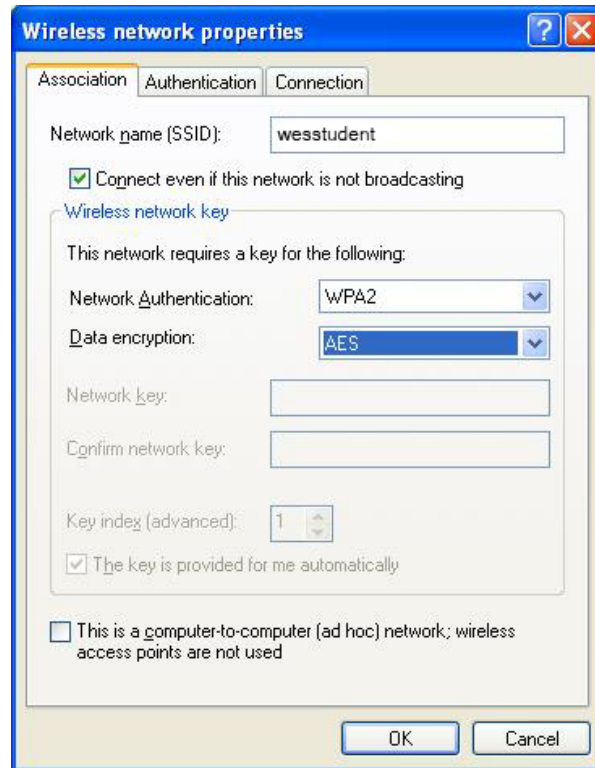 Wireless network properties
Association Authentication Connection
Network name (SSID): wesstudent
Connect even if this network is not broadcasting
Wireless network key
This network requires a key for the following:
Network Authentication: WPA2
Data encryption: AES
Network key:
Confirm network key:
Key index (advanced): 1
The key is provided for me automatically
This is a computer-to-computer (ad hoc) network; wireless
access points are not used
OK Cancel